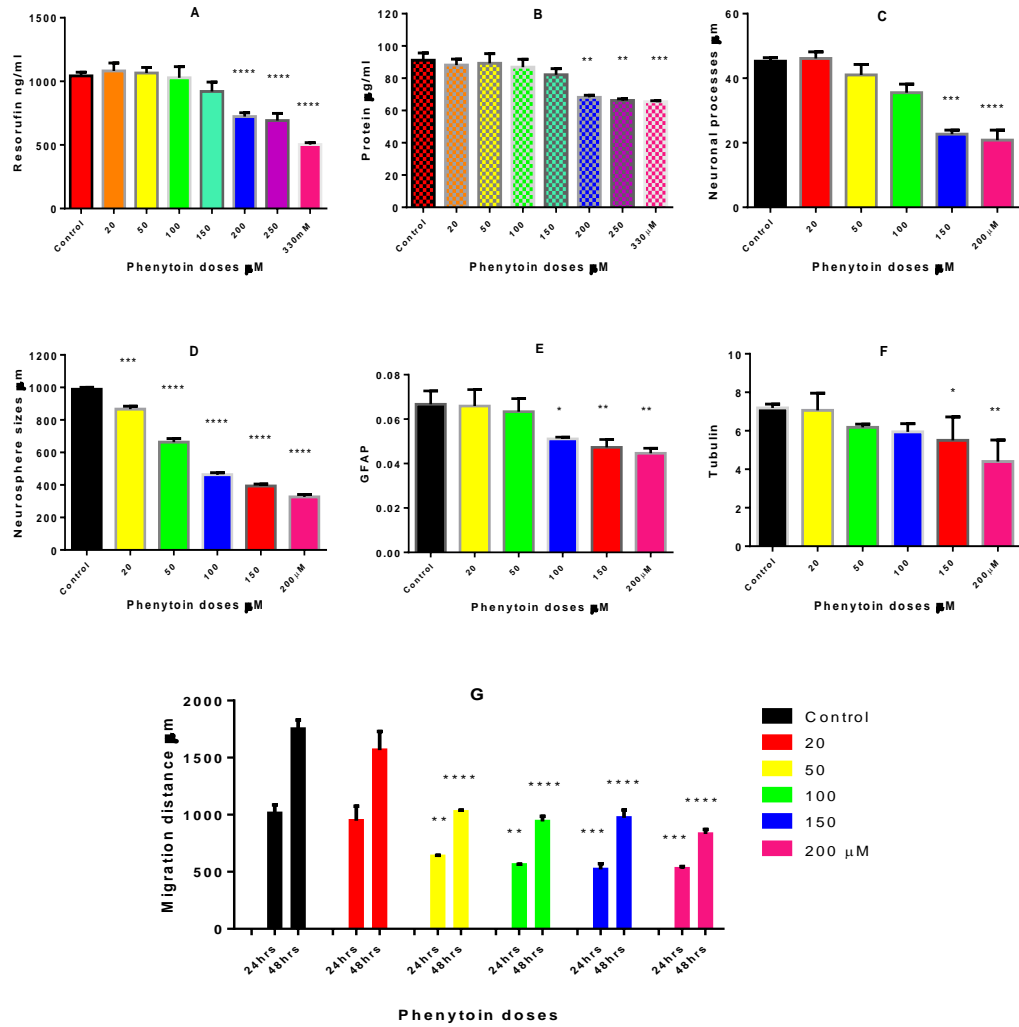 A
Resorufin ng/ml
1500
1000
500
0
****
****
****
Control
20
50
100
150
200
250
330mM
Phenytoin doses μM
B
Protein μg/ml
120
100
80
60
40
20
0
**
**
***
Control
20
50
100
150
200
250
330μM
Phenytoin doses μM
C
Neuronal processes μm
60
40
20
0
***
****
Control
20
50
100
150
200μM
Phenytoin doses μM
D
Neurosphere sizes μm
1200
1000
800
600
400
200
0
***
****
****
****
****
Control
20
50
100
150
200μM
Phenytoin doses μM
E
GFAP
0.08
0.06
0.04
0.02
0.00
*
**
**
Control
20
50
100
150
200μM
Phenytoin doses μM
F
Tubulin
8
6
4
2
0
*
**
Control
20
50
100
150
200μM
Phenytoin doses μM
G
Migration distance μm
2000
1500
1000
500
0
**
****
**
****
***
****
***
****
24hrs
48hrs
24hrs
48hrs
24hrs
48hrs
24hrs
48hrs
24hrs
48hrs
24hrs
48hrs
Phenytoin doses
Control
20
50
100
150
200 μM